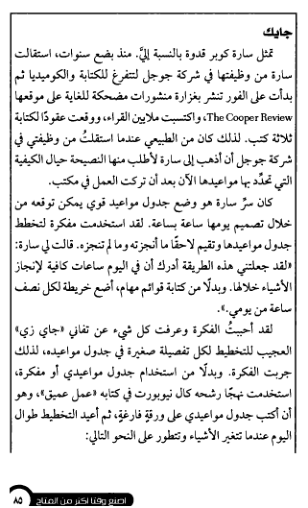 جايك
تمثل سارة كوبر قدوة بالنسبة إليَّ. منذ بضع سنوات، استقالت
سارة من وظيفتها في شركة جوجل لتتفرغ للكتابة والكوميديا ثم
بدأت على الفور تنشر بغزارة منشورات مضحكة للغاية على موقعها
The Cooper Review، واكتسبت ملايين القراء، ووقعت عقودًا لكتابة
ثلاثة كتب. لذلك كان من الطبيعي عندما استقلتُ من وظيفتي في
شركة جوجل أن أذهب إلى سارة لأطلب منها النصيحة حيال الكيفية
التي تحدِّد بها مواعيدها الآن بعد أن تركت العمل في مكتب.
كان سرّ سارة هو وضع جدول مواعيد قوي يمكن توقعه من
خلال تصميم يومها ساعة بساعة. لقد استخدمت مفكرة لتخطط
جدول مواعيدها وتقيم لاحقًا ما أنجزته وما لم تنجزه. قالت لي سارة:
«لقد جعلتني هذه الطريقة أدرك أن في اليوم ساعات كافية لإنجاز
الأشياء خلالها. وبدلًا من كتابة قوائم مهام، أضع خريطة لكل نصف
ساعة من يومي.».
لقد أحببتُ الفكرة وعرفت كل شيء عن تفاني «جاي زي»
العجيب للتخطيط لكل تفصيلة صغيرة في جدول مواعيده، لذلك
جربت الفكرة. وبدلًا من استخدام جدول مواعيدي أو مفكرة،
استخدمت نهجًا رشحه كال نيوبورت في كتابه «عمل عميق»، وهو
أن أكتب جدول مواعيدي على ورقةٍ فارغةٍ، ثم أعيد التخطيط طوال
اليوم عندما تتغير الأشياء وتتطور على النحو التالي:
اصنع وقتًا أكثر من المتاح ٨٥